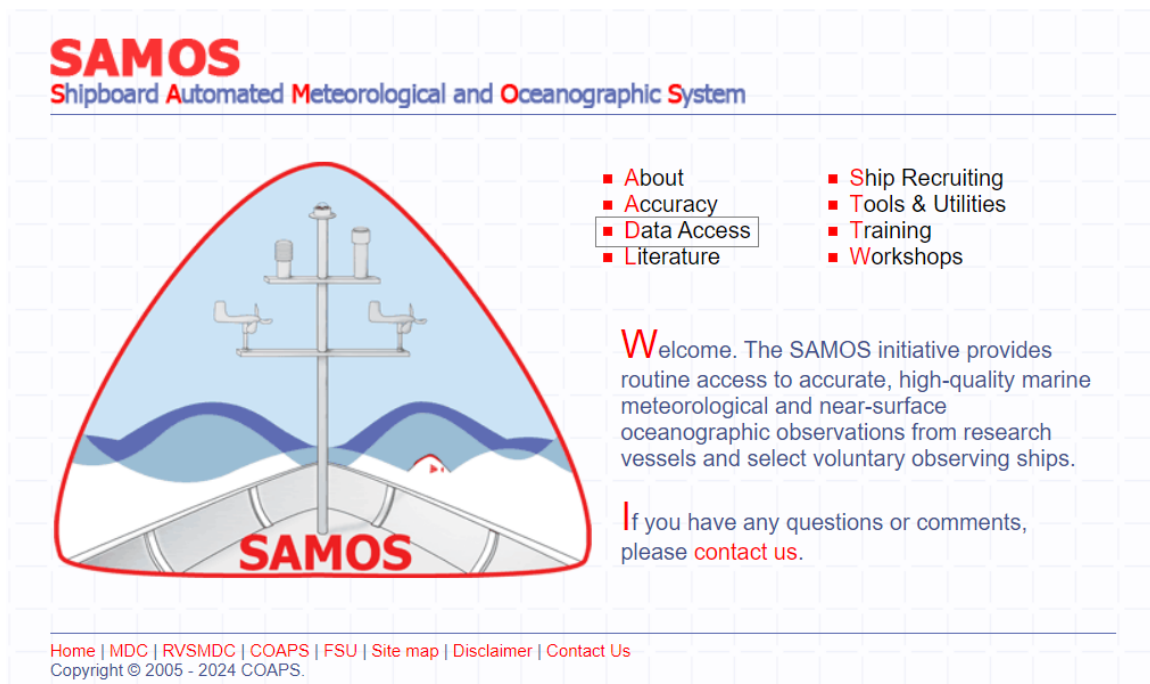 SAMOS
Shipboard Automated Meteorological and Oceanographic System
About
Accuracy
Data Access
Literature
Ship Recruiting
Tools & Utilities
Training
Workshops
Welcome. The SAMOS initiative provides
routine access to accurate, high-quality marine
meteorological and near-surface
oceanographic observations from research
vessels and select voluntary observing ships.
If you have any questions or comments,
please contact us.
SAMOS
Home | MDC | RVSMDC | COAPS | FSU | Site map | Disclaimer | Contact Us
Copyright © 2005 - 2024 COAPS.